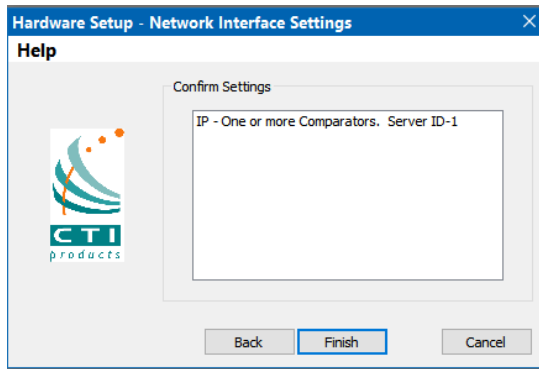 Hardware Setup - Network Interface Settings
Help
Confirm Settings
IP - One or more Comparators.  Server ID-1
CTI
products
Back
Finish
Cancel